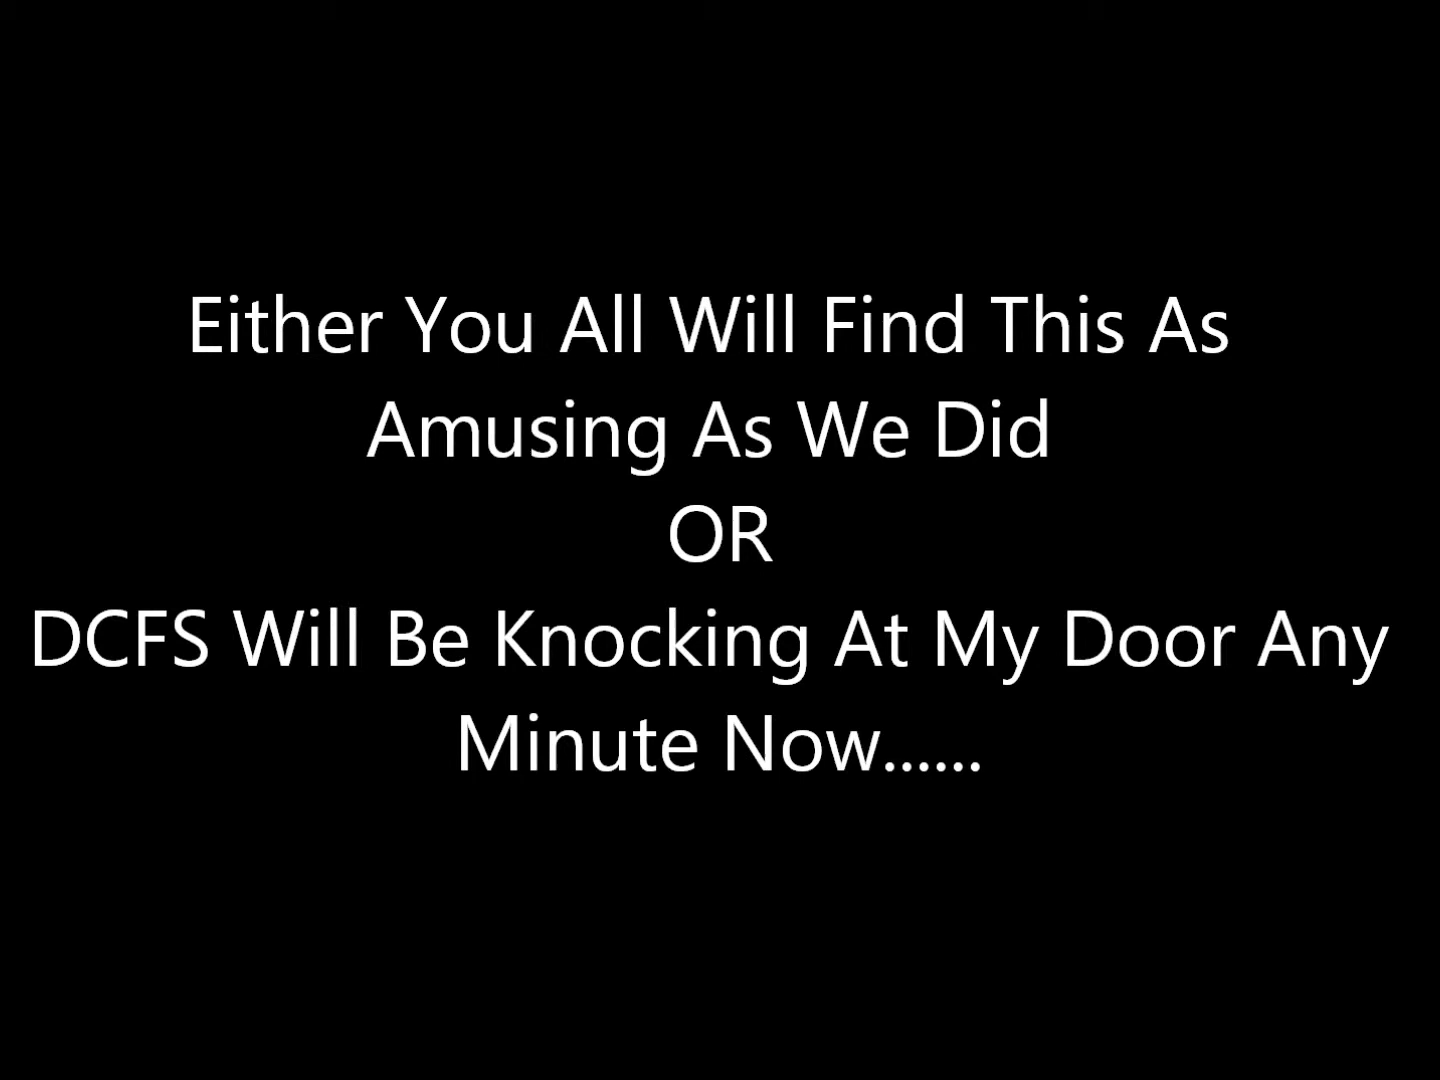 Either You All Will Find This As
Amusing As We Did
OR
DCFS Will Be Knocking At My Door Any
Minute Now......